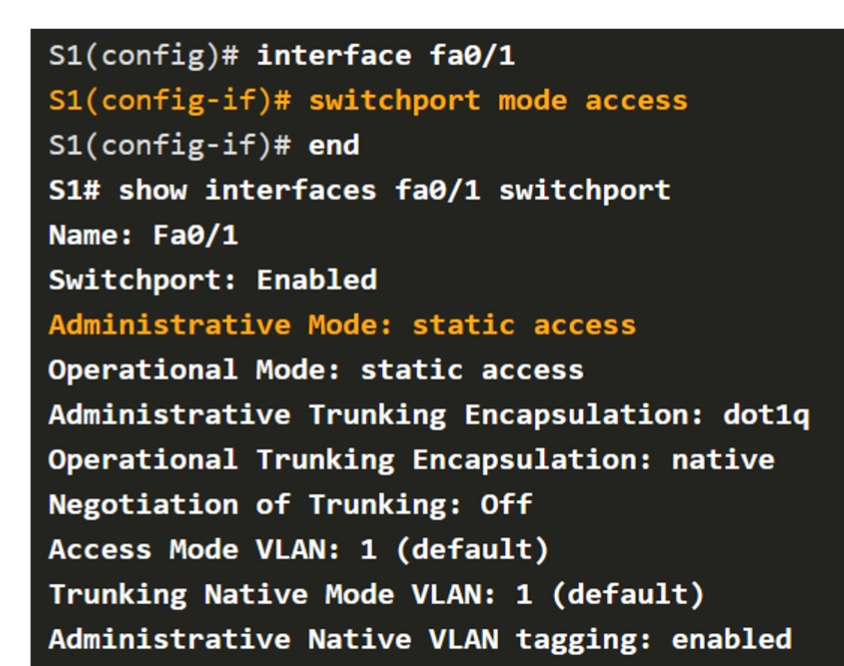 S1(config)# interface fa0/1
S1(config-if)# switchport mode access
S1(config-if)# end
S1# show interfaces fa0/1 switchport
Name: Fa0/1
Switchport: Enabled
Administrative Mode: static access
Operational Mode: static access
Administrative Trunking Encapsulation: dot1q
Operational Trunking Encapsulation: native
Negotiation of Trunking: Off
Access Mode VLAN: 1 (default)
Trunking Native Mode VLAN: 1 (default)
Administrative Native VLAN tagging: enabled